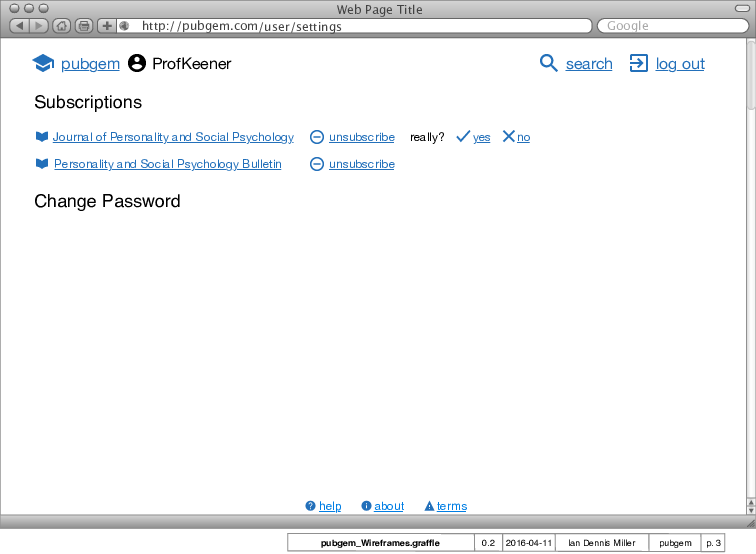 Web Page Title
http://pubgem.com/user/settings Google
pubgem ProfKeener search log out
Subscriptions
Journal of Personality and Social Psychology unsubscribe really? yes no
Personality and Social Psychology Bulletin unsubscribe
Change Password
help about terms
pubgem_Wireframes.graffle 0.2 2016-04-11 Ian Dennis Miller pubgem p. 3